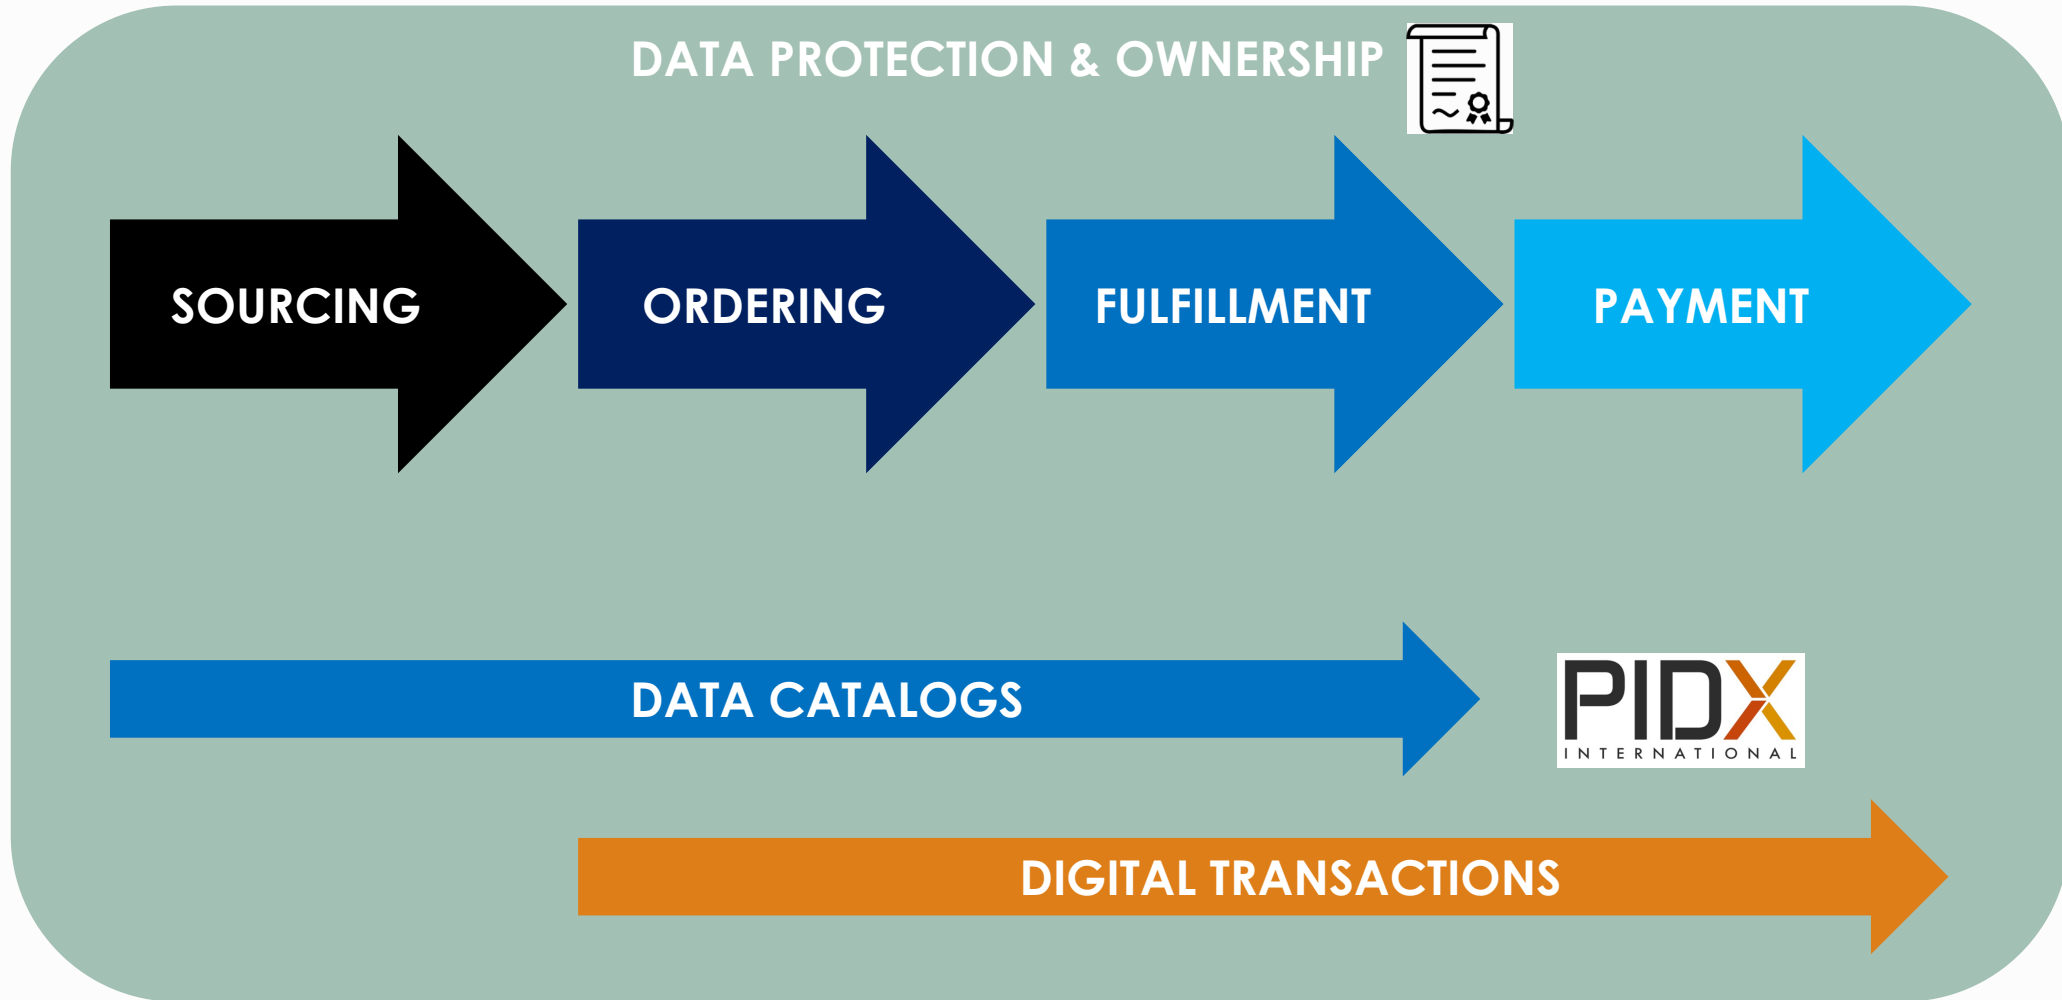 DATA PROTECTION & OWNERSHIP
SOURCING
ORDERING
FULFILLMENT
PAYMENT
DATA CATALOGS
PIDX
INTERNATIONAL
DIGITAL TRANSACTIONS